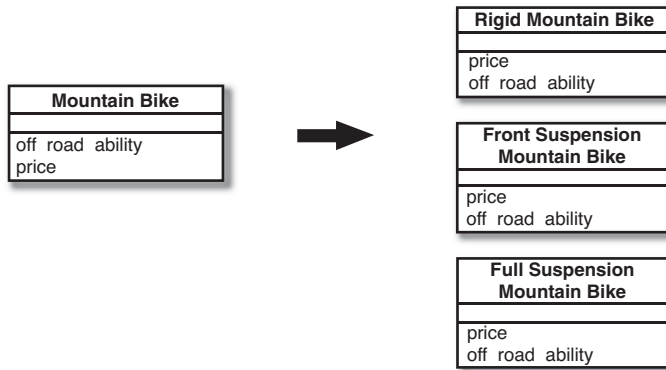 Mountain Bike
off road ability
price
Rigid Mountain Bike
price
off road ability
Front Suspension
Mountain Bike
price
off road ability
Full Suspension
Mountain Bike
price
off road ability